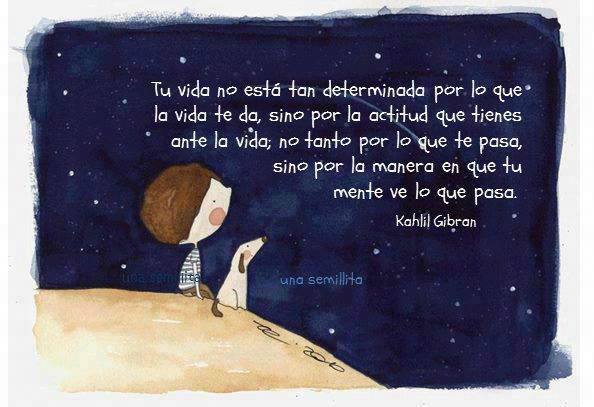 Tu vida no está tan determinada por lo que
la vida te da, sino por la actitud que tienes
ante la vida; no tanto por lo que te pasa,
sino por la manera en que tu
mente ve lo que pasa.
Kahlil Gibran
una semillita
una semillita